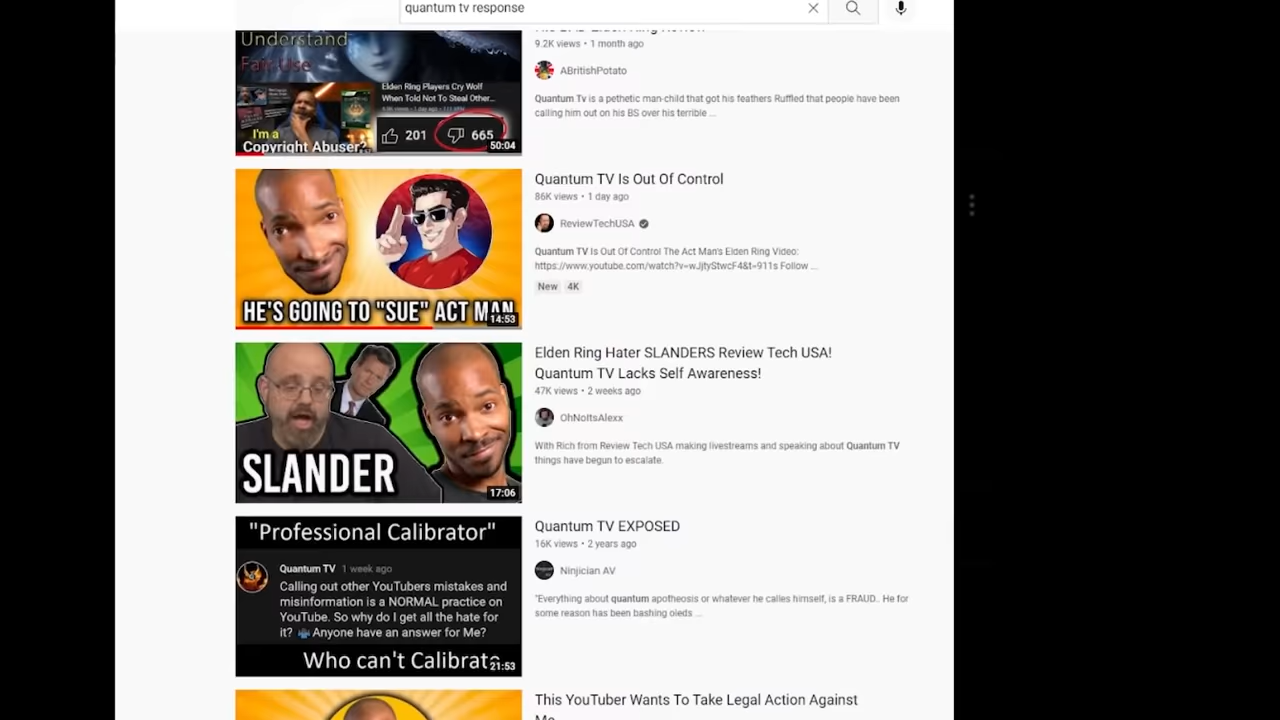 quantum tv response
Understand
Fair Use
Elden Ring Players Cry Wolf
When Told Not To Steal Other...
I'm a
Copyright Abuser?
201
665
50:04
9.2K views • 1 month ago
ABritishPotato
Quantum Tv is a pethetic man-child that got his feathers Ruffled that people have been
calling him out on his BS over his terrible ...
HE'S GOING TO "SUE" ACT MAN
14:53
Quantum TV Is Out Of Control
86K views • 1 day ago
ReviewTechUSA
Quantum TV Is Out Of Control The Act Man's Elden Ring Video:
https://www.youtube.com/watch?v=wJjtyStwcF4&t=911s Follow ...
New 4K
SLANDER
17:06
Elden Ring Hater SLANDERS Review Tech USA!
Quantum TV Lacks Self Awareness!
47K views • 2 weeks ago
OhNoItsAlexx
With Rich from Review Tech USA making livestreams and speaking about Quantum TV
things have begun to escalate.
"Professional Calibrator"
Quantum TV 1 week ago
Calling out other YouTubers mistakes and
misinformation is a NORMAL practice on
YouTube. So why do I get all the hate for
it? Anyone have an answer for Me?
Who can't Calibrat
21:53
Quantum TV EXPOSED
16K views • 2 years ago
Ninjician AV
"Everything about quantum apotheosis or whatever he calles himself, is a FRAUD.. He for
some reason has been bashing oleds ...
This YouTuber Wants To Take Legal Action Against